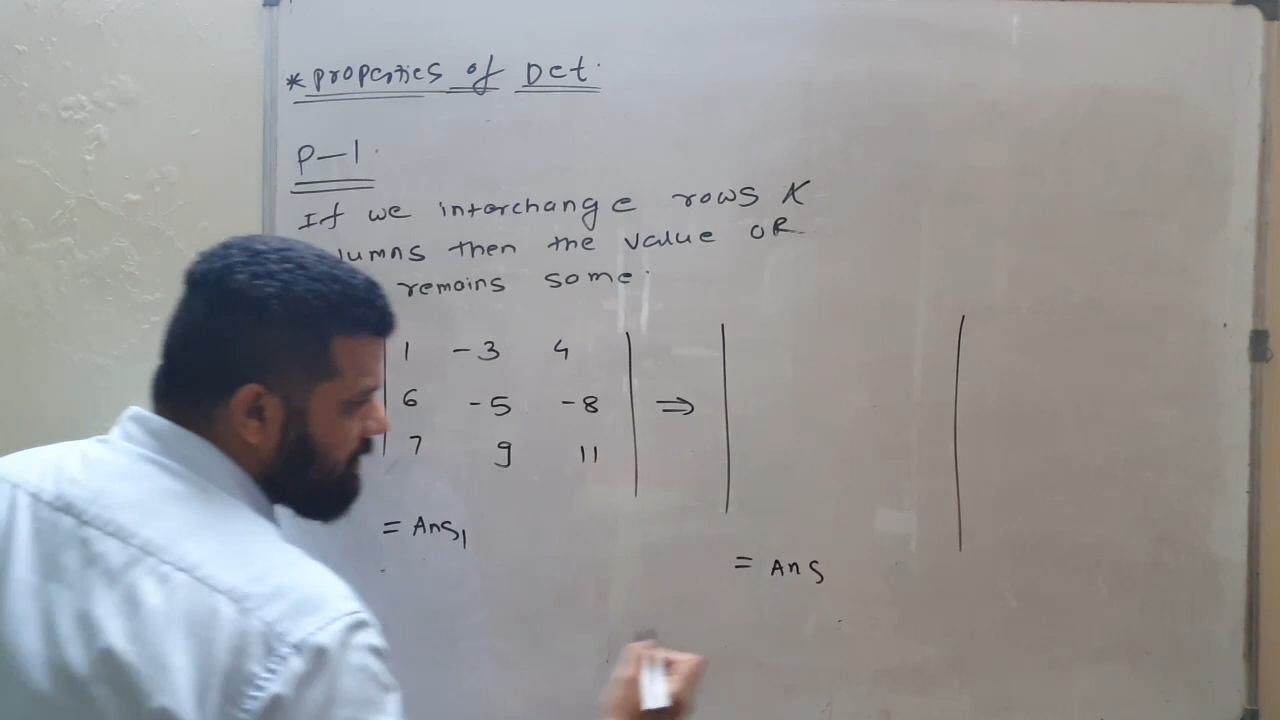 * properties of Det.
P-1.
If we interchange rows &
lumns then the value OR
remains same.
1 -3 4
6 -5 -8
7 9 11
⇒
= Ans1
= Ans